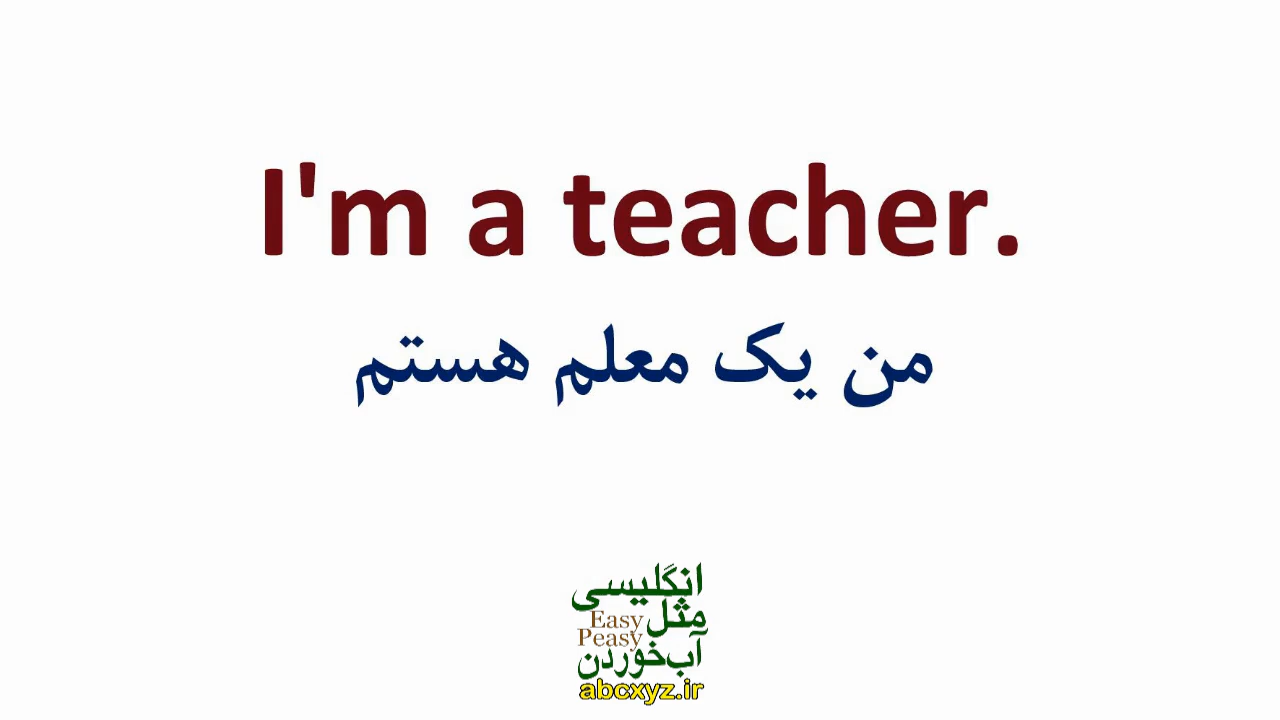 I'm a teacher.
من یک معلم هستم
انگلیسی
مثل
Easy
Peasy
آب‌خوردن
abcxyz.ir